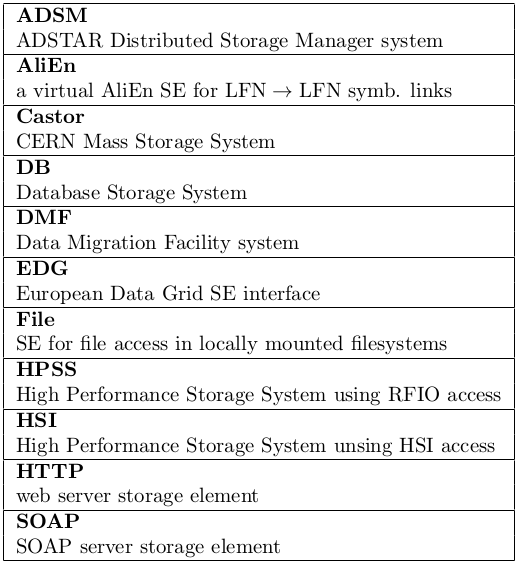 ADSM
ADSTAR Distributed Storage Manager system
AliEn
a virtual AliEn SE for LFN → LFN symb. links
Castor
CERN Mass Storage System
DB
Database Storage System
DMF
Data Migration Facility system
EDG
European Data Grid SE interface
File
SE for file access in locally mounted filesystems
HPSS
High Performance Storage System using RFIO access
HSI
High Performance Storage System unsing HSI access
HTTP
web server storage element
SOAP
SOAP server storage element